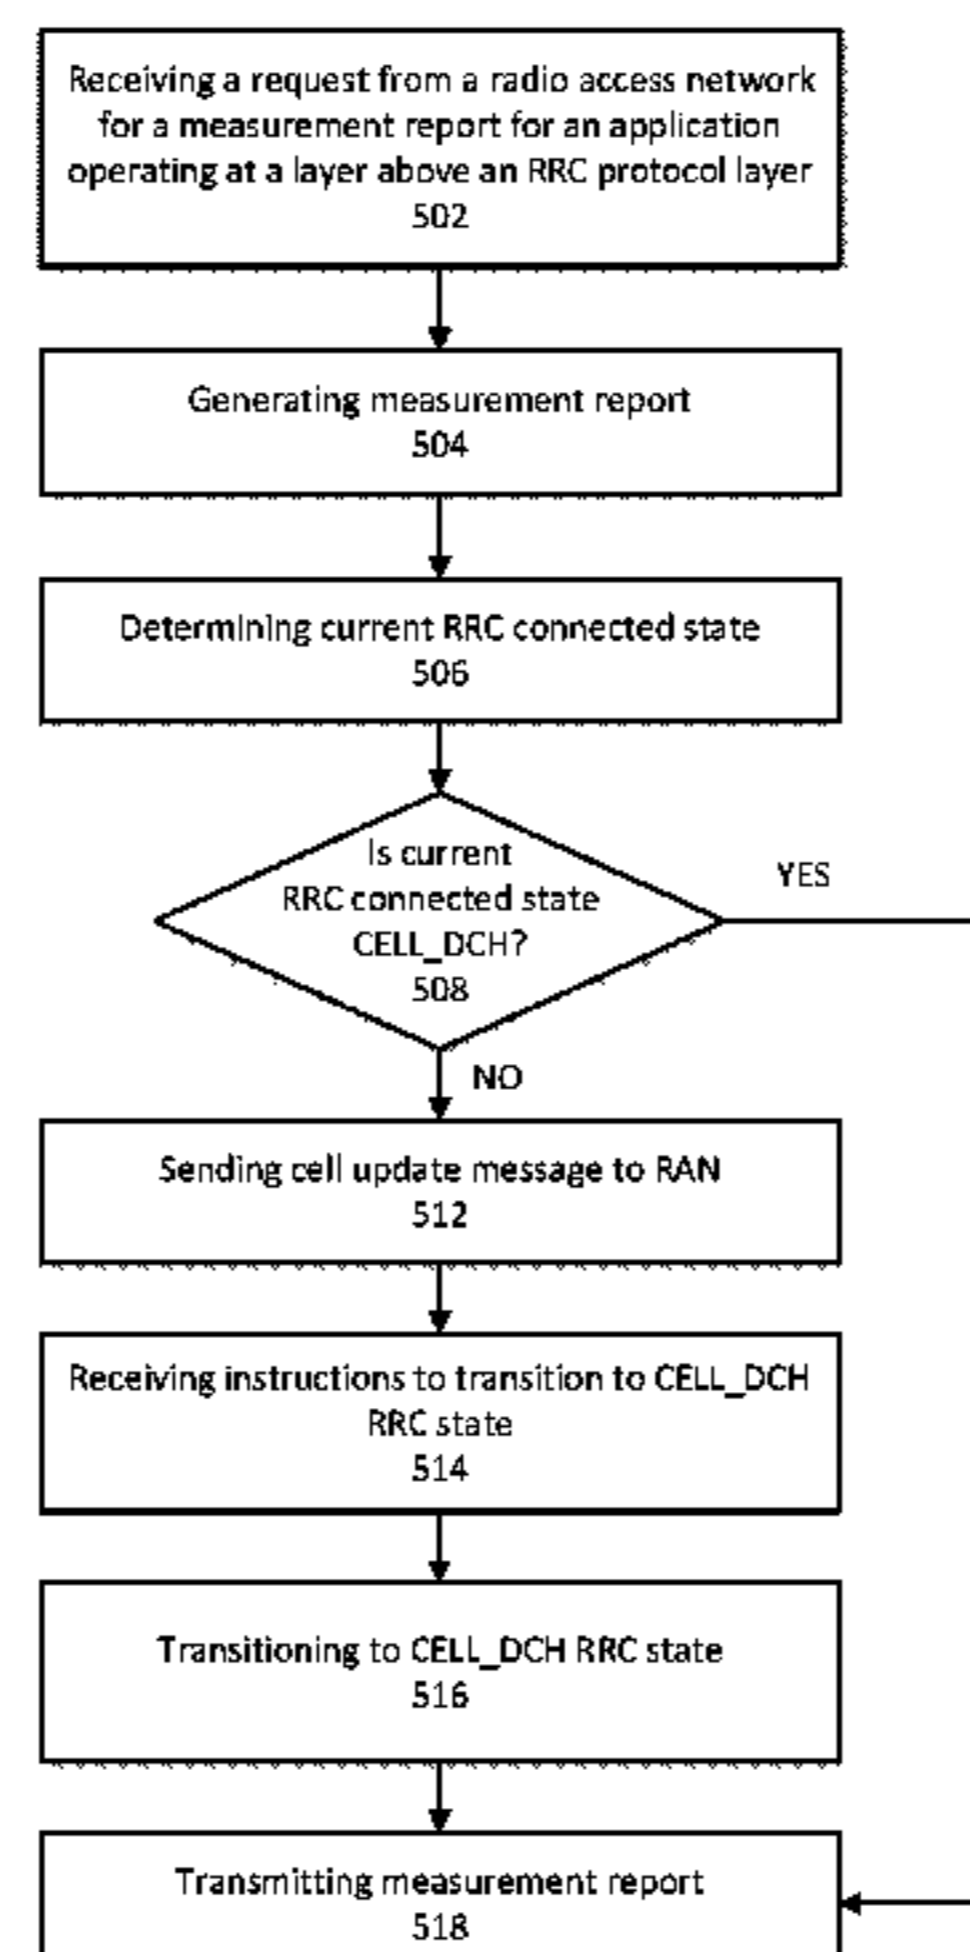 Receiving a request from a radio access network
for a measurement report for an application
operating at a layer above an RRC protocol layer
502
Generating measurement report
504
Determining current RRC connected state
506
Is current
RRC connected state
CELL_DCH?
508
YES
NO
Sending cell update message to RAN
512
Receiving instructions to transition to CELL_DCH
RRC state
514
Transitioning to CELL_DCH RRC state
516
Transmitting measurement report
518